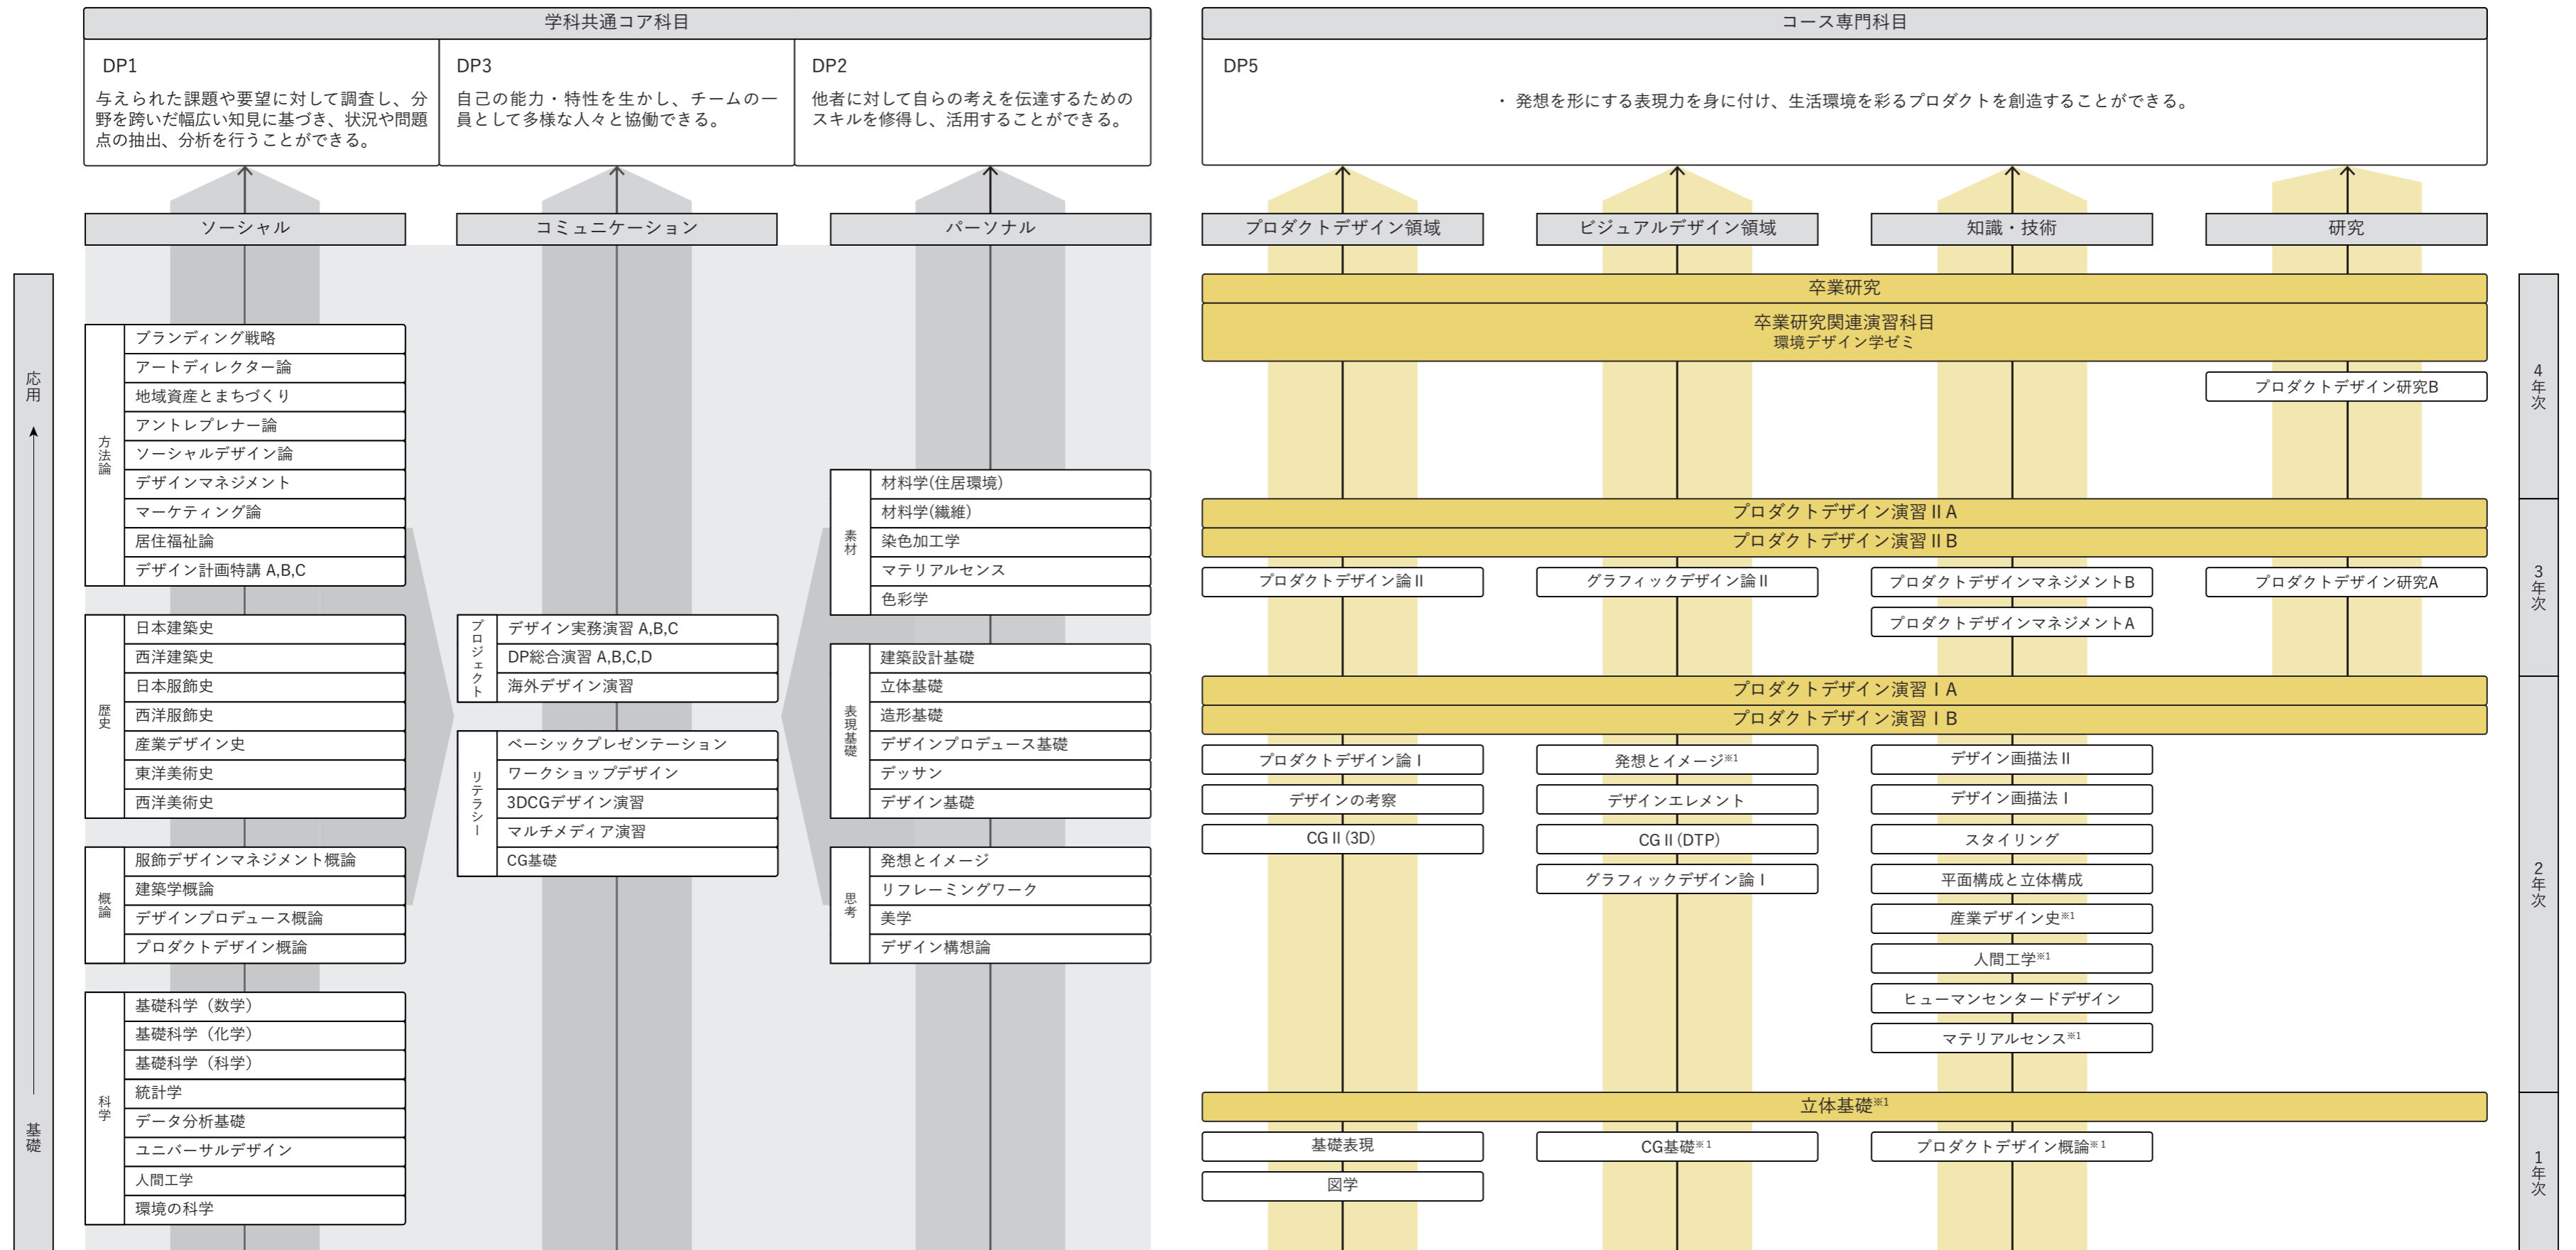 学科共通コア科目
DP1
与えられた課題や要望に対して調査し、分
野を跨いだ幅広い知見に基づき、状況や問題
点の抽出、分析を行うことができる。
DP3
自己の能力・特性を生かし、チームの一
員として多様な人々と協働できる。
DP2
他者に対して自らの考えを伝達するための
スキルを修得し、活用することができる。
コース専門科目
DP5
・ 発想を形にする表現力を身に付け、生活環境を彩るプロダクトを創造することができる。
応用
基礎
ソーシャル
方法論
ブランディング戦略
アートディレクター論
地域資産とまちづくり
アントレプレナー論
ソーシャルデザイン論
デザインマネジメント
マーケティング論
居住福祉論
デザイン計画特講 A,B,C
歴史
日本建築史
西洋建築史
日本服飾史
西洋服飾史
産業デザイン史
東洋美術史
西洋美術史
概論
服飾デザインマネジメント概論
建築学概論
デザインプロデュース概論
プロダクトデザイン概論
科学
基礎科学（数学）
基礎科学（化学）
基礎科学（科学）
統計学
データ分析基礎
ユニバーサルデザイン
人間工学
環境の科学
コミュニケーション
プロジェクト
デザイン実務演習 A,B,C
DP総合演習 A,B,C,D
海外デザイン演習
リテラシー
ベーシックプレゼンテーション
ワークショップデザイン
3DCGデザイン演習
マルチメディア演習
CG基礎
パーソナル
素材
材料学(住居環境)
材料学(繊維)
染色加工学
マテリアルセンス
色彩学
表現基礎
建築設計基礎
立体基礎
造形基礎
デザインプロデュース基礎
デッサン
デザイン基礎
思考
発想とイメージ
リフレーミングワーク
美学
デザイン構想論
プロダクトデザイン領域
ビジュアルデザイン領域
知識・技術
研究
卒業研究
卒業研究関連演習科目
環境デザイン学ゼミ
プロダクトデザイン研究B
4年次
プロダクトデザイン演習ⅡA
プロダクトデザイン演習ⅡB
プロダクトデザイン論Ⅱ
グラフィックデザイン論Ⅱ
プロダクトデザインマネジメントB
プロダクトデザイン研究A
プロダクトデザインマネジメントA
3年次
プロダクトデザイン演習ⅠA
プロダクトデザイン演習ⅠB
プロダクトデザイン論Ⅰ
発想とイメージ※1
デザイン画描法Ⅱ
デザインの考察
デザインエレメント
デザイン画描法Ⅰ
CGⅡ(3D)
CGⅡ(DTP)
スタイリング
グラフィックデザイン論Ⅰ
平面構成と立体構成
産業デザイン史※1
人間工学※1
ヒューマンセンタードデザイン
マテリアルセンス※1
2年次
立体基礎※1
基礎表現
CG基礎※1
プロダクトデザイン概論※1
図学
1年次